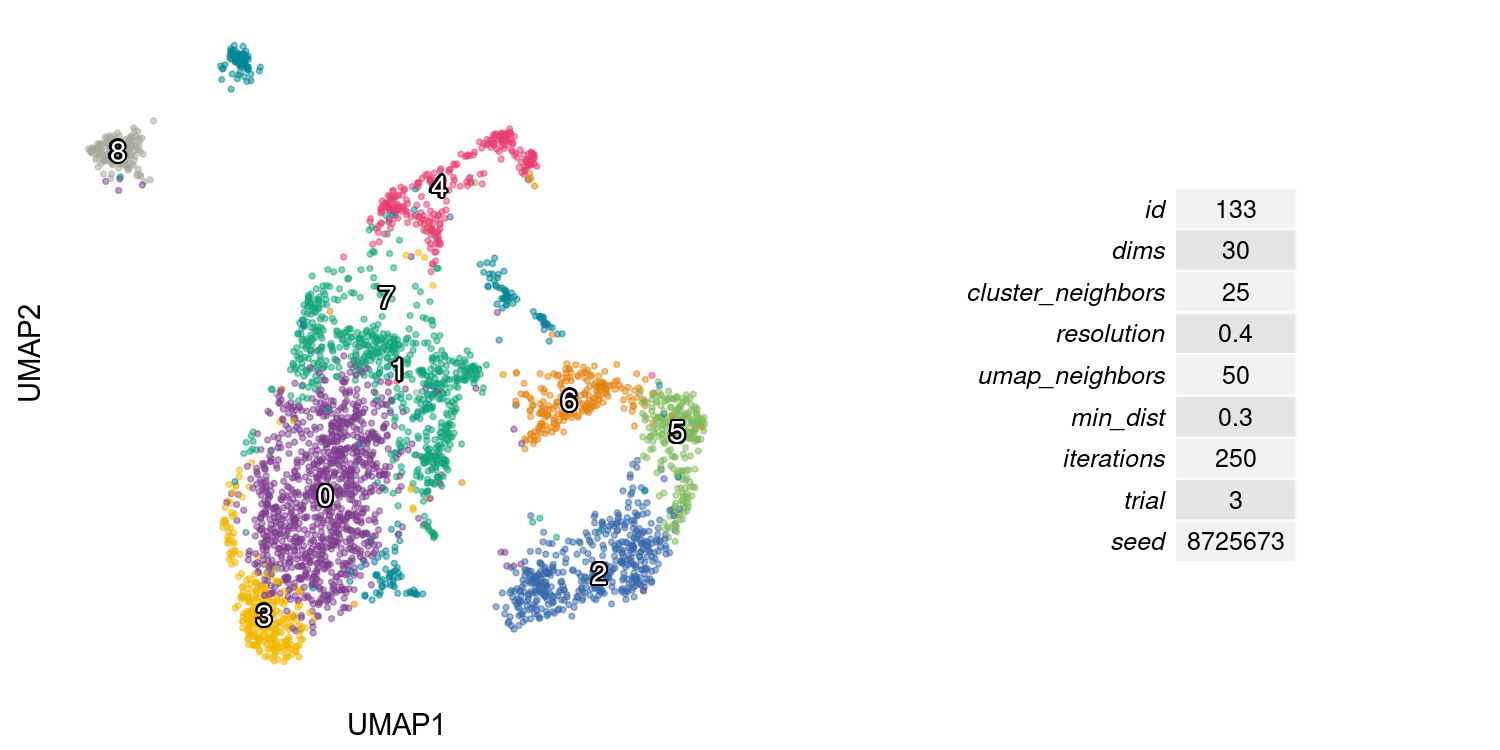 8
4
7
1
6
5
0
2
3
UMAP2
UMAP1
id 133
dims 30
cluster_neighbors 25
resolution 0.4
umap_neighbors 50
min_dist 0.3
iterations 250
trial 3
seed 8725673